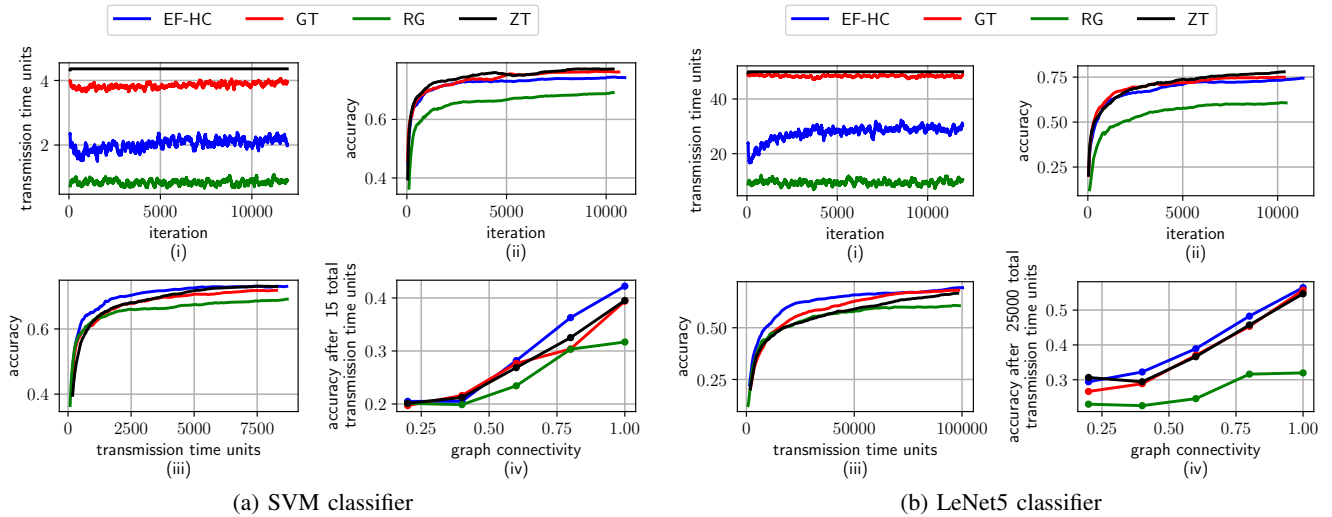 EF-HC GT RG ZT
EF-HC GT RG ZT
transmission time units
4
2
0 5000 10000
iteration
(i)
accuracy
0.6
0.4
0 5000 10000
iteration
(ii)
transmission time units
40
20
0 5000 10000
iteration
(i)
accuracy
0.75
0.50
0.25
0 5000 10000
iteration
(ii)
accuracy
0.6
0.4
0 2500 5000 7500
transmission time units
(iii)
accuracy after 15 total
transmission time units
0.4
0.3
0.2
0.25 0.50 0.75 1.00
graph connectivity
(iv)
accuracy
0.50
0.25
0 50000 100000
transmission time units
(iii)
accuracy after 25000 total
transmission time units
0.5
0.3
0.25 0.50 0.75 1.00
graph connectivity
(iv)
(a) SVM classifier
(b) LeNet5 classifier